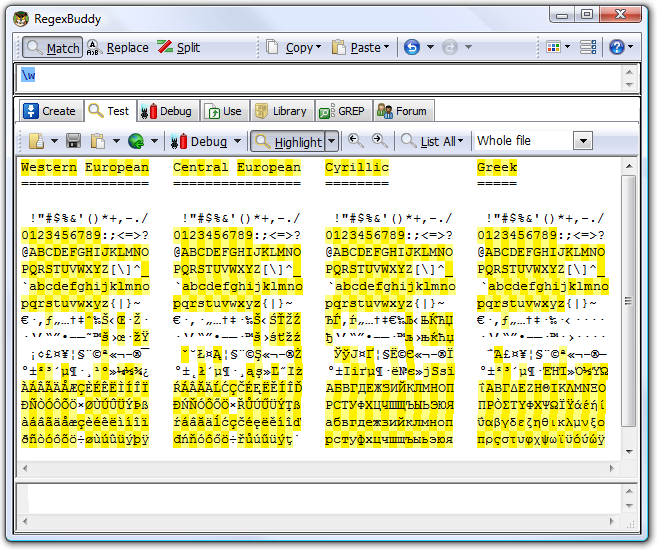 RegexBuddy
Match Replace Split Copy Paste
\w
Create Test Debug Use Library GREP Forum
Debug Highlight List All Whole file
Western European Central European Cyrillic Greek
================ ================ ======== =====
!"#$%&'()*+,-./ !"#$%&'()*+,-./ !"#$%&'()*+,-./ !"#$%&'()*+,-./
0123456789:;<=>? 0123456789:;<=>? 0123456789:;<=>? 0123456789:;<=>?
@ABCDEFGHIJKLMNO @ABCDEFGHIJKLMNO @ABCDEFGHIJKLMNO @ABCDEFGHIJKLMNO
PQRSTUVWXYZ[\]^_ PQRSTUVWXYZ[\]^_ PQRSTUVWXYZ[\]^_ PQRSTUVWXYZ[\]^_
`abcdefghijklmno `abcdefghijklmno `abcdefghijklmno `abcdefghijklmno
pqrstuvwxyz{|}~ pqrstuvwxyz{|}~ pqrstuvwxyz{|}~ pqrstuvwxyz{|}~
€·‚ƒ„…†‡ˆ‰Š‹Œ·Ž· €·‚·„…†‡·‰Š‹ŚŤŽŹ ЂЃ‚ѓ„…†‡€‰Љ‹ЊЌЋЏ €·‚ƒ„…†‡·‰·‹····
·‘’“”•–—˜™š›œ·žŸ ·‘’“”•–—·™š›śťžź ђ‘’“”•–—·™љ›њќћџ ·‘’“”•–—·™·›····
¡¢£¤¥¦§¨©ª«¬-®¯ ˇ˘Ł¤Ą¦§¨©Ş«¬-®Ż ЎўЈ¤Ґ¦§Ё©Є«¬-®Ї ΅Ά£¤¥¦§¨©ª«¬-®―
°±²³´µ¶·¸¹º»¼½¾¿ °±˛ł´µ¶·¸ąş»Ľ˝ľż °±Ііґµ¶·ё№є»јЅѕї °±²³΄µ¶·ΈΉΊ»Ό½ΎΏ
ÀÁÂÃÄÅÆÇÈÉÊËÌÍÎÏ ŔÁÂĂÄĹĆÇČÉĘËĚÍÎĎ АБВГДЕЖЗИЙКЛМНОП ΐΑΒΓΔΕΖΗΘΙΚΛΜΝΞΟ
ÐÑÒÓÔÕÖ×ØÙÚÛÜÝÞß ĐŃŇÓÔŐÖ×ŘŮÚŰÜÝŢß РСТУФХЦЧШЩЪЫЬЭЮЯ ΠΡ·ΣΤΥΦΧΨΩΪΫάέήί
àáâãäåæçèéêëìíîï ŕáâăäĺćçčéęëěíîď абвгдежзийклмноп ΰαβγδεζηθικλμνξο
ðñòóôõö÷øùúûüýþÿ đńňóôőö÷řůúűüýţ˙ рстуфхцчшщъыьэюя πρςστυφχψωϊϋόύώ